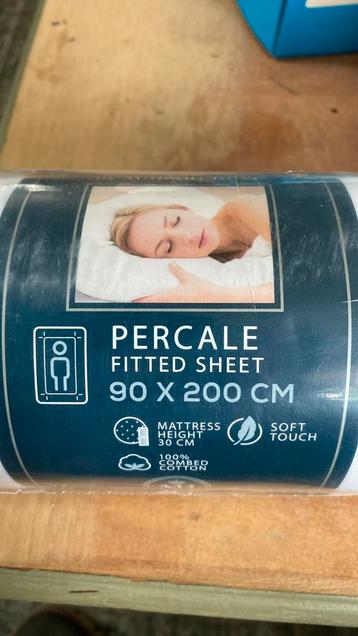 PERCALE
FITTED SHEET
90 X 200 CM
MATTRESS
HEIGHT
30 CM
SOFT
TOUCH
100%
COMBED
COTTON